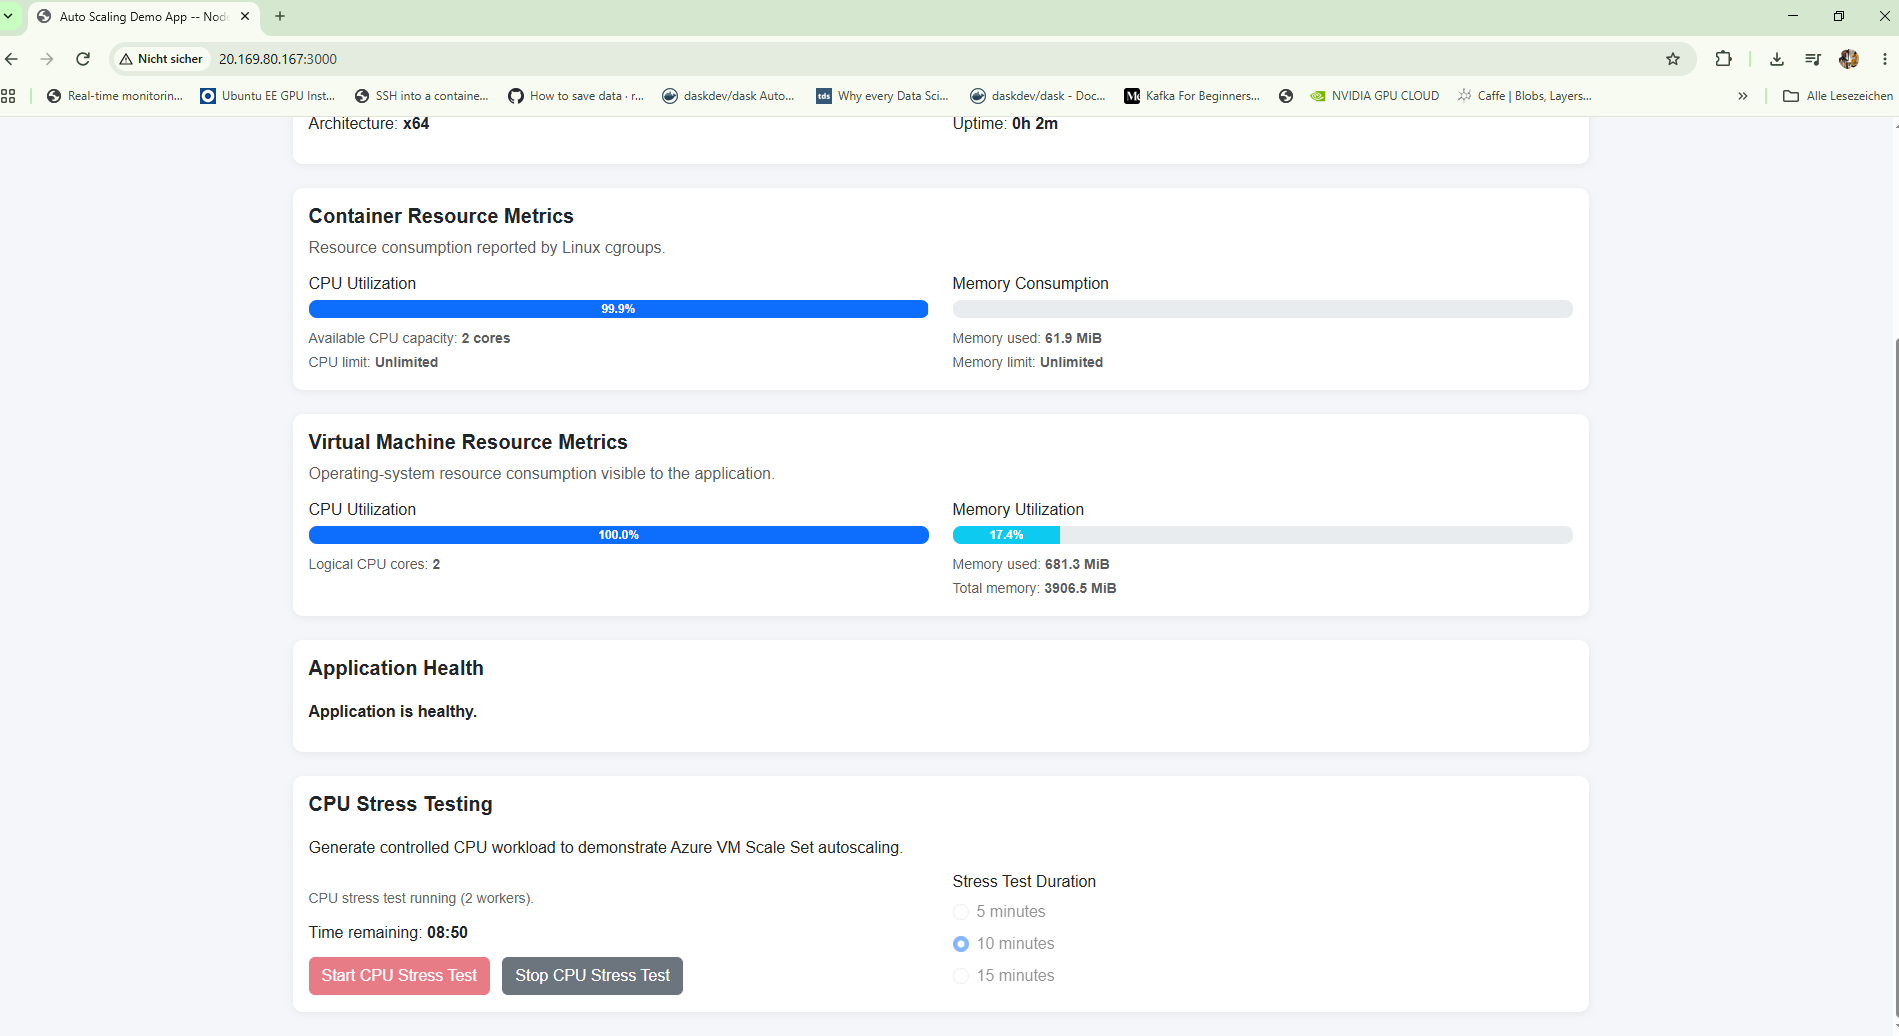 Auto Scaling Demo App -- Node
Nicht sicher
20.169.80.167:3000
Real-time monitorin...
Ubuntu EE GPU Inst...
SSH into a containe...
How to save data · r...
daskdev/dask Auto...
tds
Why every Data Sci...
daskdev/dask - Doc...
Kafka For Beginners...
NVIDIA GPU CLOUD
Caffe | Blobs, Layers...
»
Alle Lesezeichen
Architecture: x64
Uptime: 0h 2m
Container Resource Metrics
Resource consumption reported by Linux cgroups.
CPU Utilization
99.9%
Available CPU capacity: 2 cores
CPU limit: Unlimited
Memory Consumption
Memory used: 61.9 MiB
Memory limit: Unlimited
Virtual Machine Resource Metrics
Operating-system resource consumption visible to the application.
CPU Utilization
100.0%
Logical CPU cores: 2
Memory Utilization
17.4%
Memory used: 681.3 MiB
Total memory: 3906.5 MiB
Application Health
Application is healthy.
CPU Stress Testing
Generate controlled CPU workload to demonstrate Azure VM Scale Set autoscaling.
CPU stress test running (2 workers).
Time remaining: 08:50
Start CPU Stress Test
Stop CPU Stress Test
Stress Test Duration
5 minutes
10 minutes
15 minutes